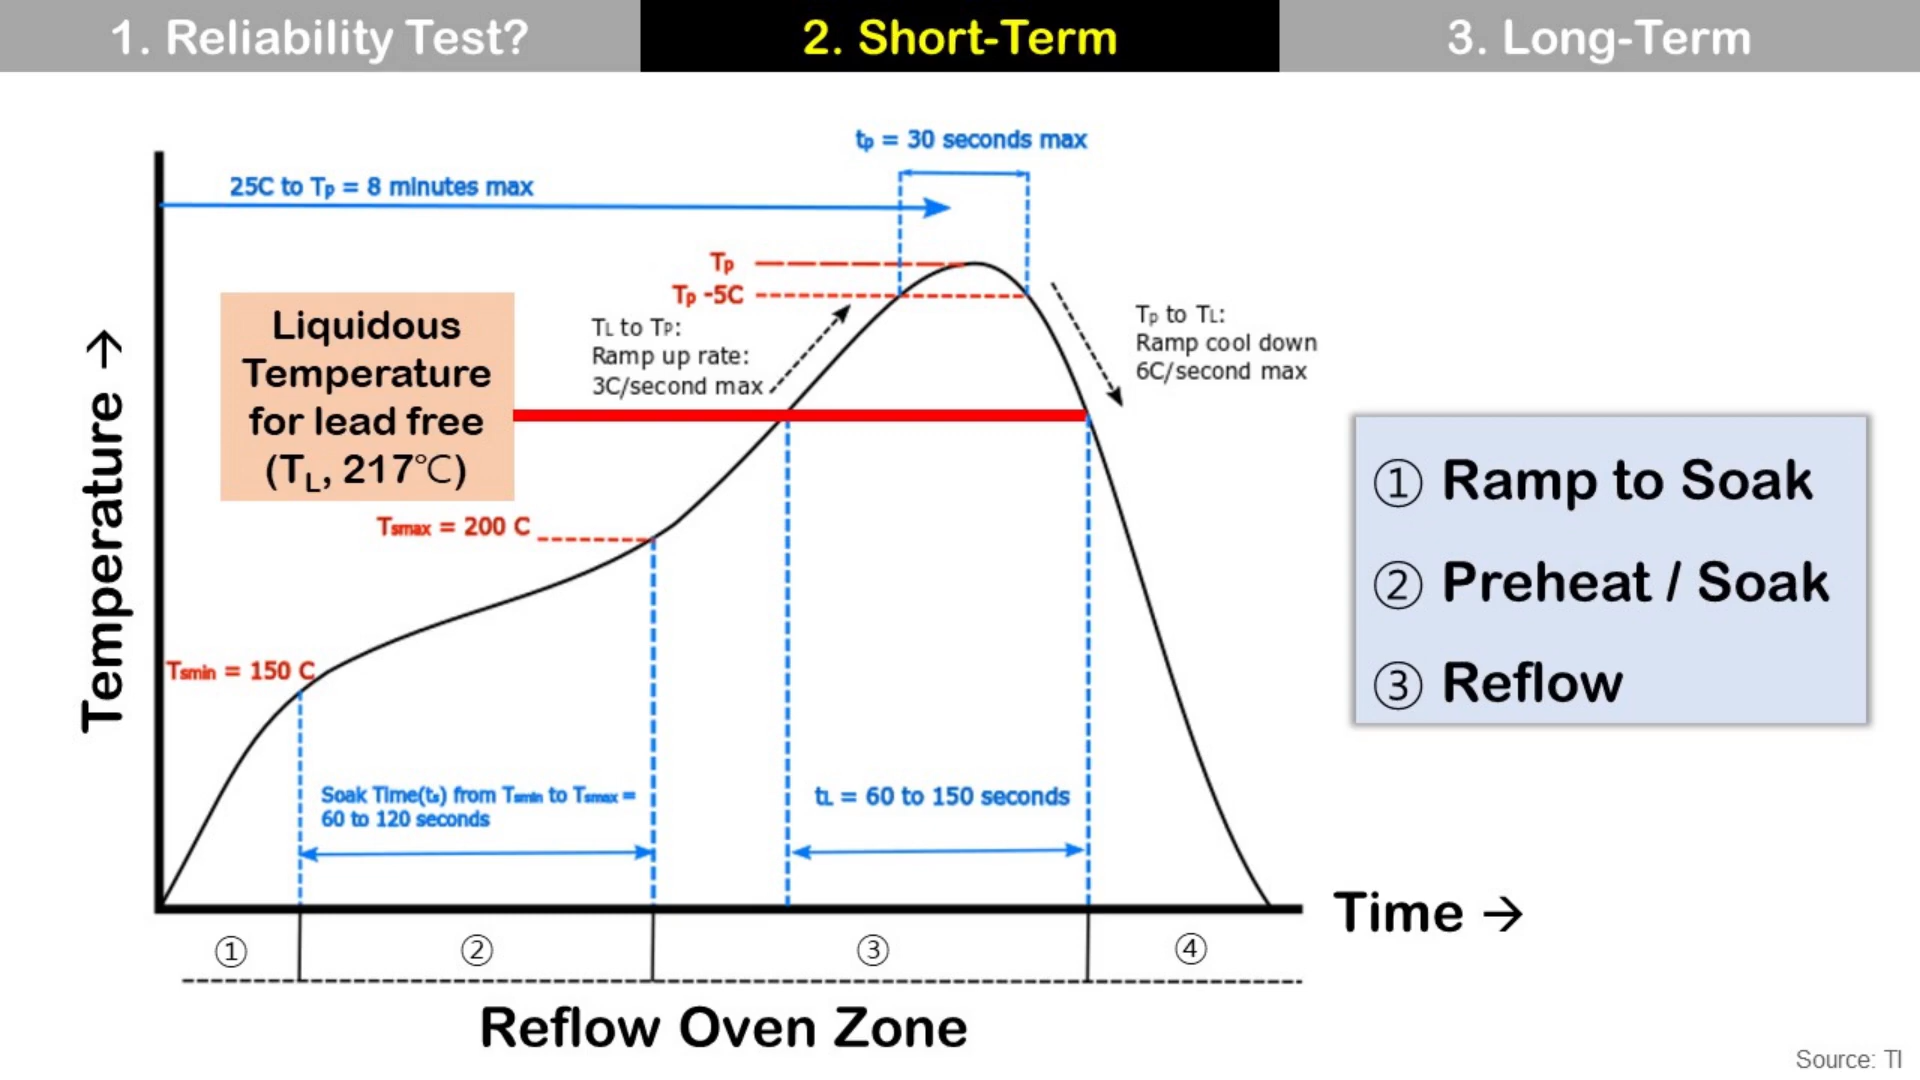 1. Reliability Test?
2. Short-Term
3. Long-Term
tp = 30 seconds max
25C to Tp = 8 minutes max
Tp
Tp -5C
Liquidous
Temperature
for lead free
(TL, 217℃)
TL to TP:
Ramp up rate:
3C/second max
Tp to TL:
Ramp cool down
6C/second max
Temperature →
① Ramp to Soak
② Preheat / Soak
③ Reflow
Tsmax = 200 C
Tsmin = 150 C
Soak Time(ts) from Tsmin to Tsmax =
60 to 120 seconds
tL = 60 to 150 seconds
Time →
①
②
③
④
Reflow Oven Zone
Source: TI